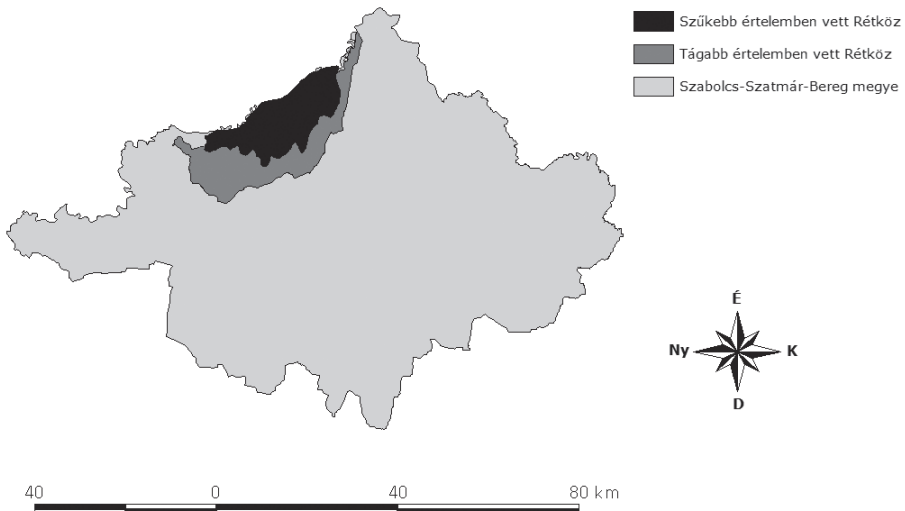 Szűkebb értelemben vett Rétköz
Tágabb értelemben vett Rétköz
Szabolcs-Szatmár-Bereg megye
É
Ny K
D
40 0 40 80 km